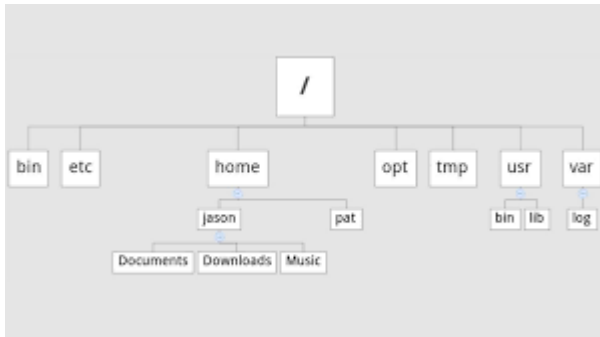 /
bin etc home opt tmp usr var
jason pat bin lib log
Documents Downloads Music